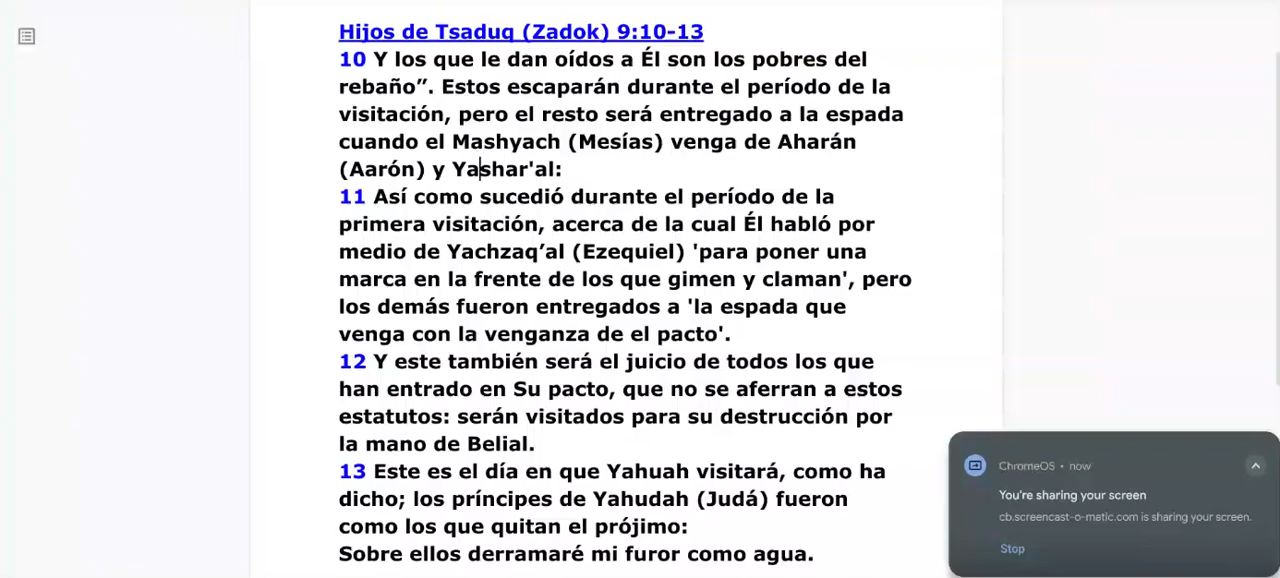 Hijos de Tsaduq (Zadok) 9:10-13
10 Y los que le dan oídos a Él son los pobres del
rebaño”. Estos escaparán durante el período de la
visitación, pero el resto será entregado a la espada
cuando el Mashyach (Mesías) venga de Aharán
(Aarón) y Yashar'al:
11 Así como sucedió durante el período de la
primera visitación, acerca de la cual Él habló por
medio de Yachzaq’al (Ezequiel) 'para poner una
marca en la frente de los que gimen y claman', pero
los demás fueron entregados a 'la espada que
venga con la venganza de el pacto'.
12 Y este también será el juicio de todos los que
han entrado en Su pacto, que no se aferran a estos
estatutos: serán visitados para su destrucción por
la mano de Belial.
13 Este es el día en que Yahuah visitará, como ha
dicho; los príncipes de Yahudah (Judá) fueron
como los que quitan el prójimo:
Sobre ellos derramaré mi furor como agua.
ChromeOS • now
You're sharing your screen
cb.screencast-o-matic.com is sharing your screen.
Stop